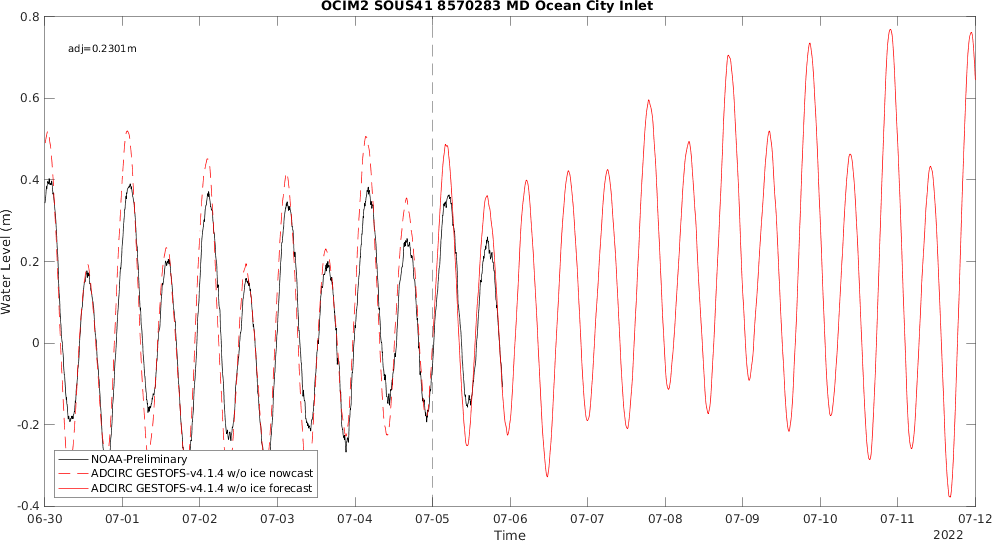 OCIM2 SOUS41 8570283 MD Ocean City Inlet
0.8
adj=0.2301m
0.6
0.4
0.2
0
-0.2
-0.4
Water Level (m)
NOAA-Preliminary
ADCIRC GESTOFS-v4.1.4 w/o ice nowcast
ADCIRC GESTOFS-v4.1.4 w/o ice forecast
06-30 07-01 07-02 07-03 07-04 07-05 07-06 07-07 07-08 07-09 07-10 07-11 07-12
Time
2022